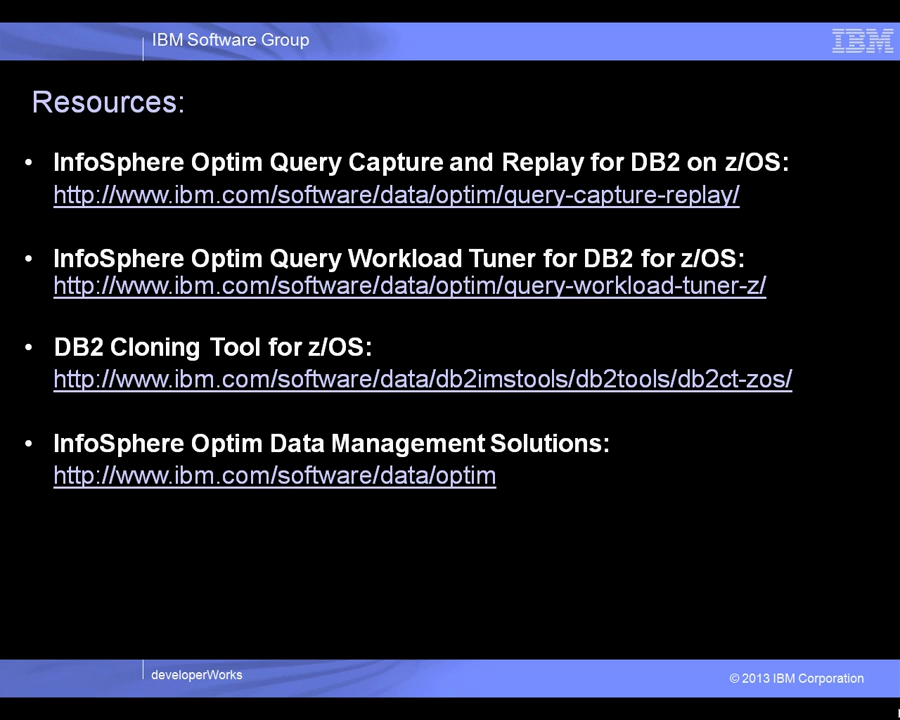 IBM Software Group
IBM
Resources:
• InfoSphere Optim Query Capture and Replay for DB2 on z/OS:
http://www.ibm.com/software/data/optim/query-capture-replay/
• InfoSphere Optim Query Workload Tuner for DB2 for z/OS:
http://www.ibm.com/software/data/optim/query-workload-tuner-z/
• DB2 Cloning Tool for z/OS:
http://www.ibm.com/software/data/db2imstools/db2tools/db2ct-zos/
• InfoSphere Optim Data Management Solutions:
http://www.ibm.com/software/data/optim
developerWorks
© 2013 IBM Corporation